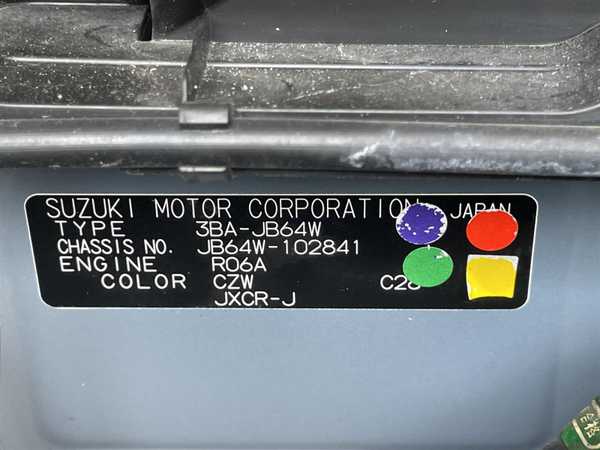 SUZUKI MOTOR CORPORATION JAPAN
TYPE 3BA-JB64W
CHASSIS NO. JB64W-102841
ENGINE R06A
COLOR CZW C28
JXCR-J